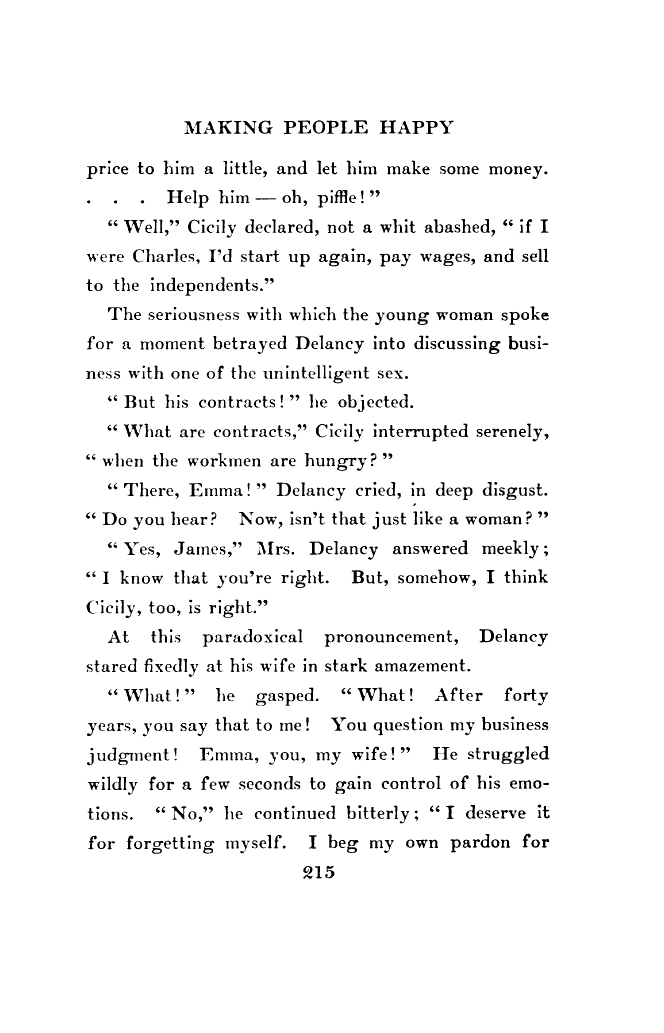 MAKING PEOPLE HAPPY
price to him a little, and let him make some money.
. . . Help him — oh, piffle!”
“ Well,” Cicily declared, not a whit abashed, “ if I
were Charles, I’d start up again, pay wages, and sell
to the independents.”
The seriousness with which the young woman spoke
for a moment betrayed Delancy into discussing busi-
ness with one of the unintelligent sex.
“ But his contracts! ” he objected.
“ What are contracts,” Cicily interrupted serenely,
“ when the workmen are hungry? ”
“ There, Emma! ” Delancy cried, in deep disgust.
“ Do you hear? Now, isn’t that just like a woman? ”
“ Yes, James,” Mrs. Delancy answered meekly;
“ I know that you’re right. But, somehow, I think
Cicily, too, is right.”
At this paradoxical pronouncement, Delancy
stared fixedly at his wife in stark amazement.
“ What! ” he gasped. “ What! After forty
years, you say that to me! You question my business
judgment! Emma, you, my wife! ” He struggled
wildly for a few seconds to gain control of his emo-
tions. “ No,” he continued bitterly; “ I deserve it
for forgetting myself. I beg my own pardon for
215